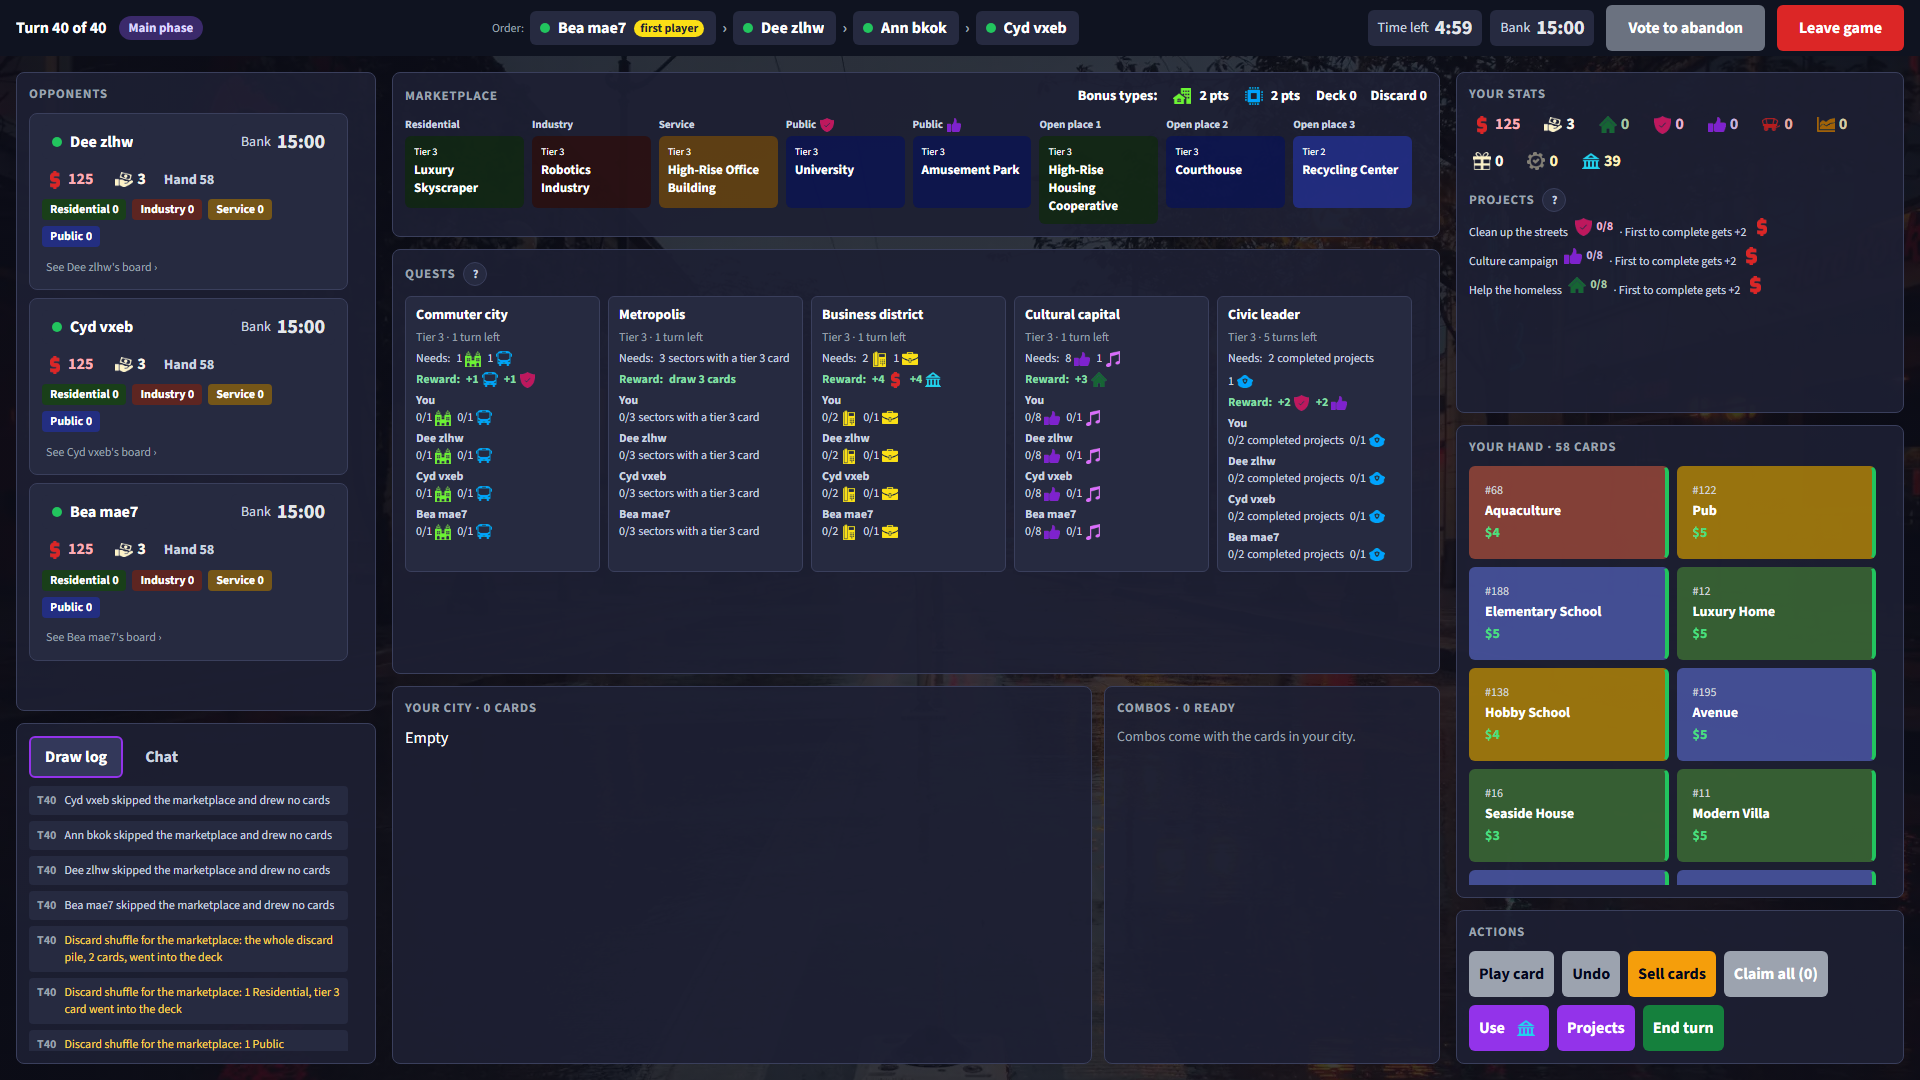 Turn 40 of 40 Main phase
Order: Bea mae7 first player › Dee zlhw › Ann bkok › Cyd vxeb
Time left 4:59 Bank 15:00 Vote to abandon Leave game
OPPONENTS
Dee zlhw Bank 15:00
125 3 Hand 58
Residential 0 Industry 0 Service 0
Public 0
See Dee zlhw's board ›
Cyd vxeb Bank 15:00
125 3 Hand 58
Residential 0 Industry 0 Service 0
Public 0
See Cyd vxeb's board ›
Bea mae7 Bank 15:00
125 3 Hand 58
Residential 0 Industry 0 Service 0
Public 0
See Bea mae7's board ›
Draw log Chat
T40 Cyd vxeb skipped the marketplace and drew no cards
T40 Ann bkok skipped the marketplace and drew no cards
T40 Dee zlhw skipped the marketplace and drew no cards
T40 Bea mae7 skipped the marketplace and drew no cards
T40 Discard shuffle for the marketplace: the whole discard
pile, 2 cards, went into the deck
T40 Discard shuffle for the marketplace: 1 Residential, tier 3
card went into the deck
T40 Discard shuffle for the marketplace: 1 Public
MARKETPLACE
Bonus types: 2 pts 2 pts Deck 0 Discard 0
Residential Industry Service Public Public Open place 1 Open place 2 Open place 3
Tier 3
Luxury
Skyscraper
Tier 3
Robotics
Industry
Tier 3
High-Rise Office
Building
Tier 3
University
Tier 3
Amusement Park
Tier 3
High-Rise
Housing
Cooperative
Tier 3
Courthouse
Tier 2
Recycling Center
QUESTS ?
Commuter city
Tier 3 · 1 turn left
Needs: 1 1
Reward: +1 +1
You
0/1 0/1
Dee zlhw
0/1 0/1
Cyd vxeb
0/1 0/1
Bea mae7
0/1 0/1
Metropolis
Tier 3 · 1 turn left
Needs: 3 sectors with a tier 3 card
Reward: draw 3 cards
You
0/3 sectors with a tier 3 card
Dee zlhw
0/3 sectors with a tier 3 card
Cyd vxeb
0/3 sectors with a tier 3 card
Bea mae7
0/3 sectors with a tier 3 card
Business district
Tier 3 · 1 turn left
Needs: 2 1
Reward: +4 +4
You
0/2 0/1
Dee zlhw
0/2 0/1
Cyd vxeb
0/2 0/1
Bea mae7
0/2 0/1
Cultural capital
Tier 3 · 1 turn left
Needs: 8 1
Reward: +3
You
0/8 0/1
Dee zlhw
0/8 0/1
Cyd vxeb
0/8 0/1
Bea mae7
0/8 0/1
Civic leader
Tier 3 · 5 turns left
Needs: 2 completed projects
1
Reward: +2 +2
You
0/2 completed projects 0/1
Dee zlhw
0/2 completed projects 0/1
Cyd vxeb
0/2 completed projects 0/1
Bea mae7
0/2 completed projects 0/1
YOUR CITY · 0 CARDS
Empty
COMBOS · 0 READY
Combos come with the cards in your city.
YOUR STATS
125 3 0 0 0 0 0
0 0 39
PROJECTS ?
Clean up the streets 0/8 · First to complete gets +2
Culture campaign 0/8 · First to complete gets +2
Help the homeless 0/8 · First to complete gets +2
YOUR HAND · 58 CARDS
#68
Aquaculture
$4
#122
Pub
$5
#188
Elementary School
$5
#12
Luxury Home
$5
#138
Hobby School
$4
#195
Avenue
$5
#16
Seaside House
$3
#11
Modern Villa
$5
ACTIONS
Play card Undo Sell cards Claim all (0)
Use Projects End turn